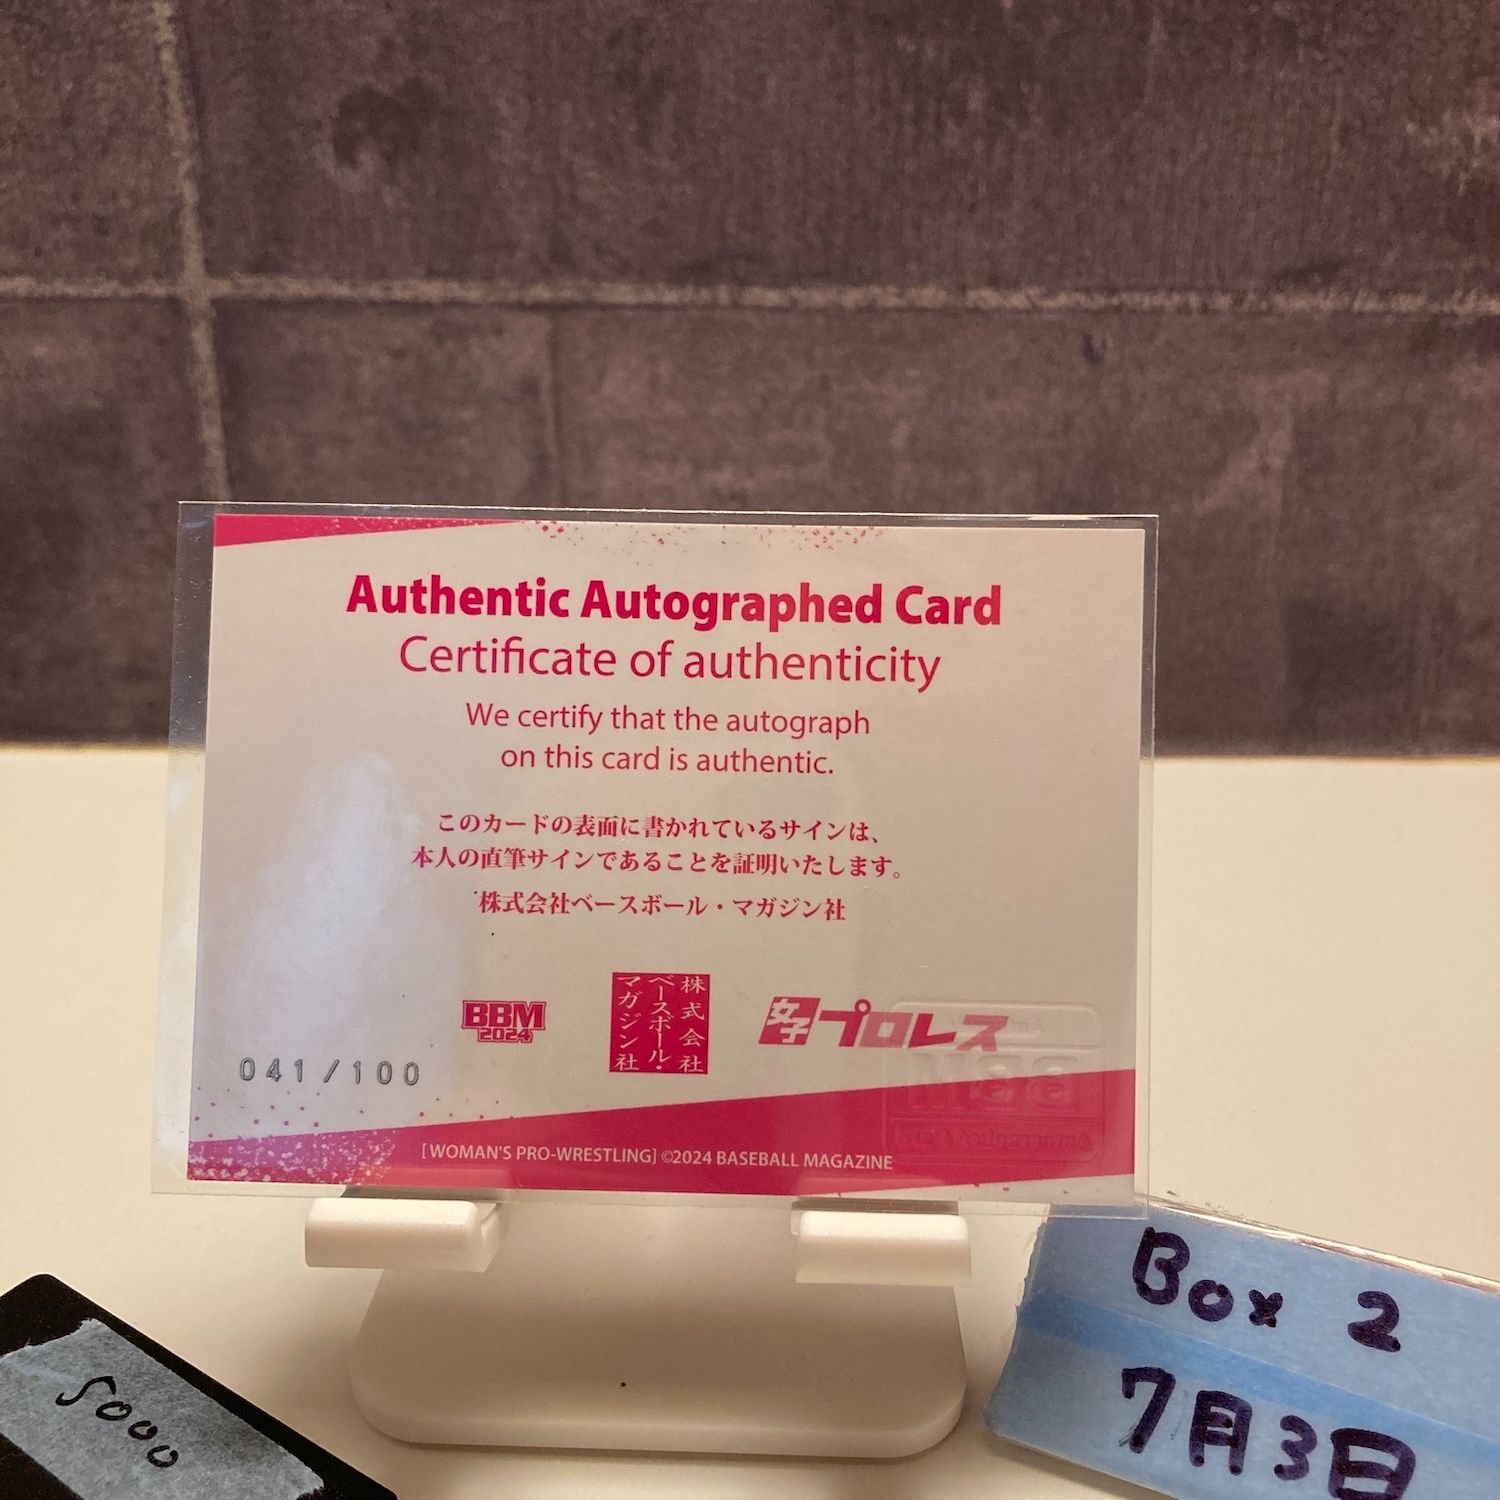 Authentic Autographed Card
Certificate of authenticity
We certify that the autograph
on this card is authentic.
このカードの表面に書かれているサインは、
本人の直筆サインであることを証明いたします。
株式会社ベースボール・マガジン社
BBM
2024
株式会社
ベースボール・
マガジン社
女子プロレス
041/100
BBM
Autographed Card
[WOMAN'S PRO-WRESTLING] ©2024 BASEBALL MAGAZINE
5000
Box 2
7月3日